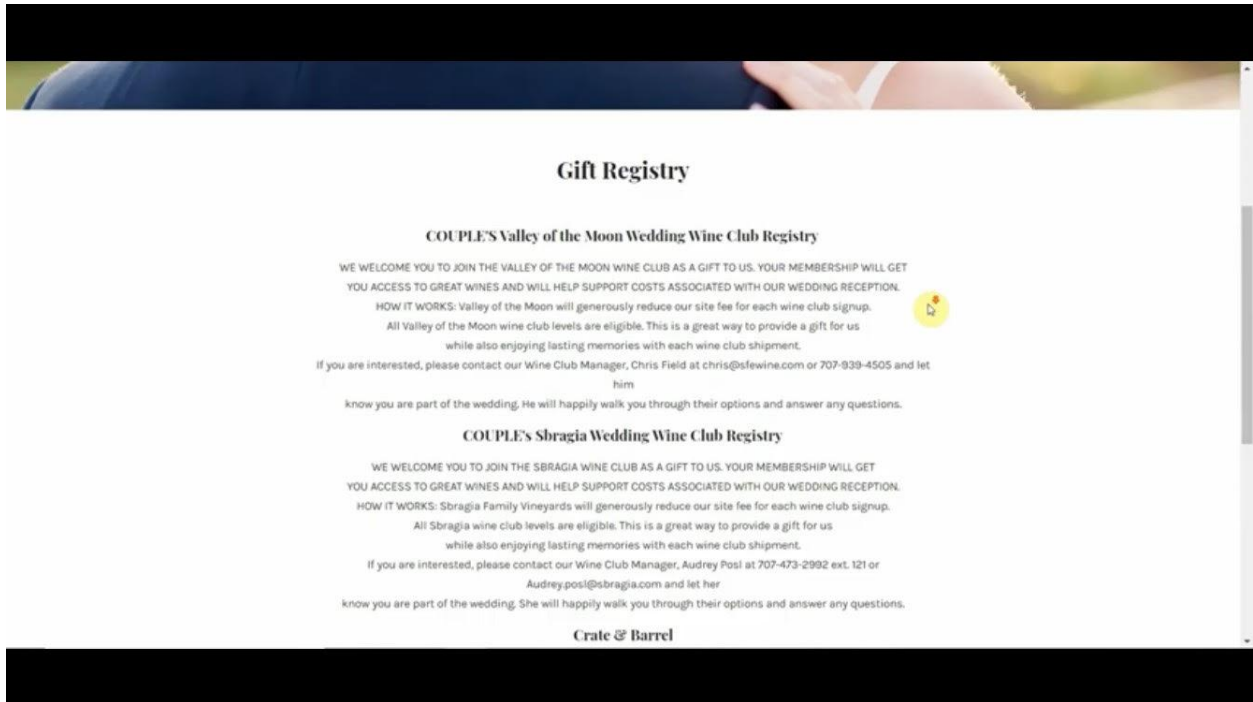 Gift Registry
COUPLE'S Valley of the Moon Wedding Wine Club Registry
WE WELCOME YOU TO JOIN THE VALLEY OF THE MOON WINE CLUB AS A GIFT TO US. YOUR MEMBERSHIP WILL GET
YOU ACCESS TO GREAT WINES AND WILL HELP SUPPORT COSTS ASSOCIATED WITH OUR WEDDING RECEPTION.
HOW IT WORKS: Valley of the Moon will generously reduce our site fee for each wine club signup.
All Valley of the Moon wine club levels are eligible. This is a great way to provide a gift for us
while also enjoying lasting memories with each wine club shipment.
If you are interested, please contact our Wine Club Manager, Chris Field at chris@sfewine.com or 707-939-4505 and let
him
know you are part of the wedding. He will happily walk you through their options and answer any questions.
COUPLE's Sbragia Wedding Wine Club Registry
WE WELCOME YOU TO JOIN THE SBRAGIA WINE CLUB AS A GIFT TO US. YOUR MEMBERSHIP WILL GET
YOU ACCESS TO GREAT WINES AND WILL HELP SUPPORT COSTS ASSOCIATED WITH OUR WEDDING RECEPTION.
HOW IT WORKS: Sbragia Family Vineyards will generously reduce our site fee for each wine club signup.
All Sbragia wine club levels are eligible. This is a great way to provide a gift for us
while also enjoying lasting memories with each wine club shipment.
If you are interested, please contact our Wine Club Manager, Audrey Posl at 707-473-2992 ext. 121 or
Audrey.posl@sbragia.com and let her
know you are part of the wedding. She will happily walk you through their options and answer any questions.
Crate & Barrel